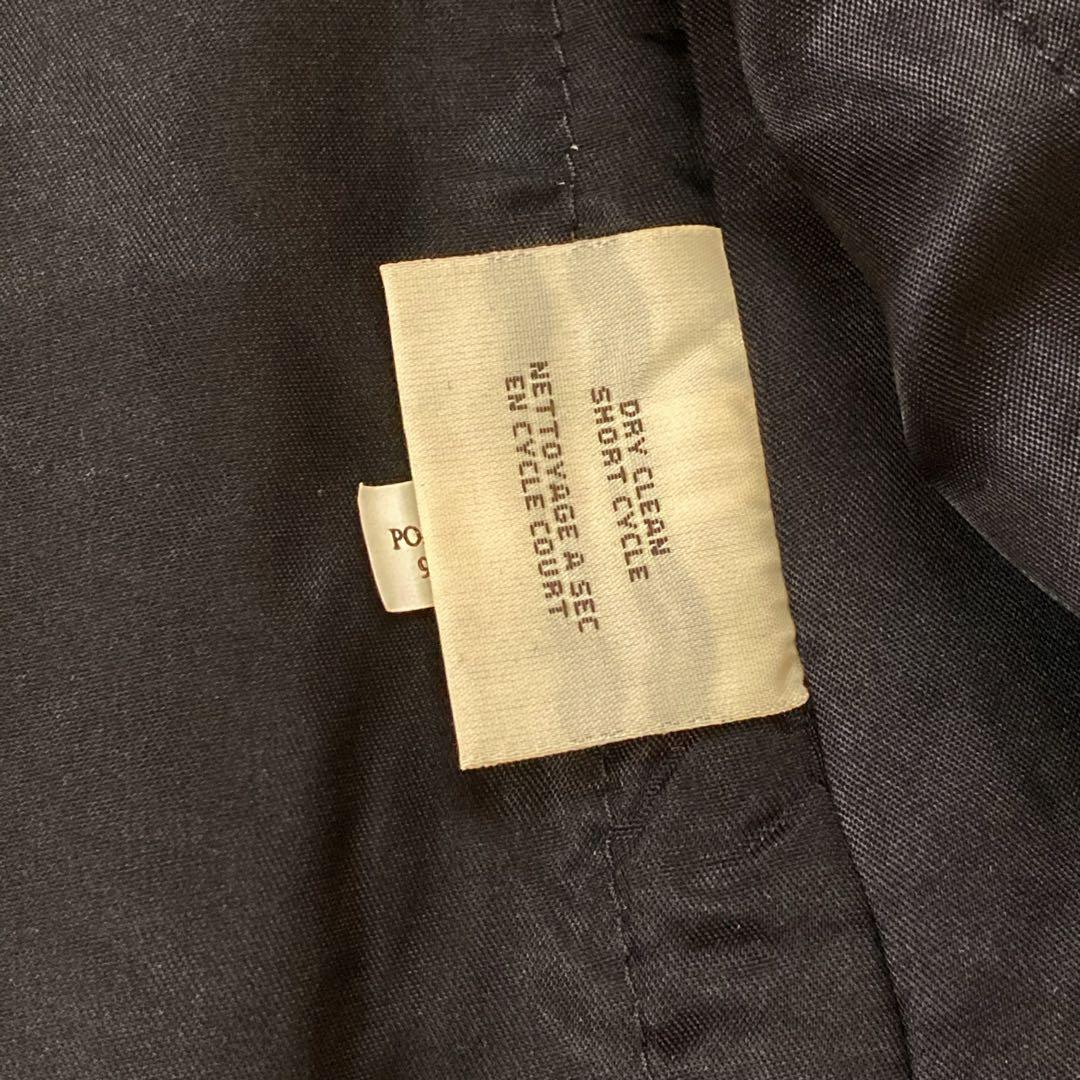 DRY CLEAN
SHORT CYCLE
NETTOYAGE A SEC
EN CYCLE COURT